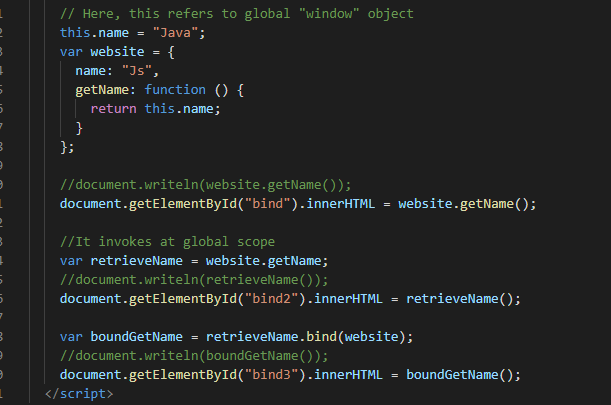 // Here, this refers to global "window" object
this.name = "Java";
var website = {
name: "Js",
getName: function () {
return this.name;
}
};
//document.writeln(website.getName());
document.getElementById("bind").innerHTML = website.getName();
//It invokes at global scope
var retrieveName = website.getName;
//document.writeln(retrieveName());
document.getElementById("bind2").innerHTML = retrieveName();
var boundGetName = retrieveName.bind(website);
//document.writeln(boundGetName());
document.getElementById("bind3").innerHTML = boundGetName();
</script>